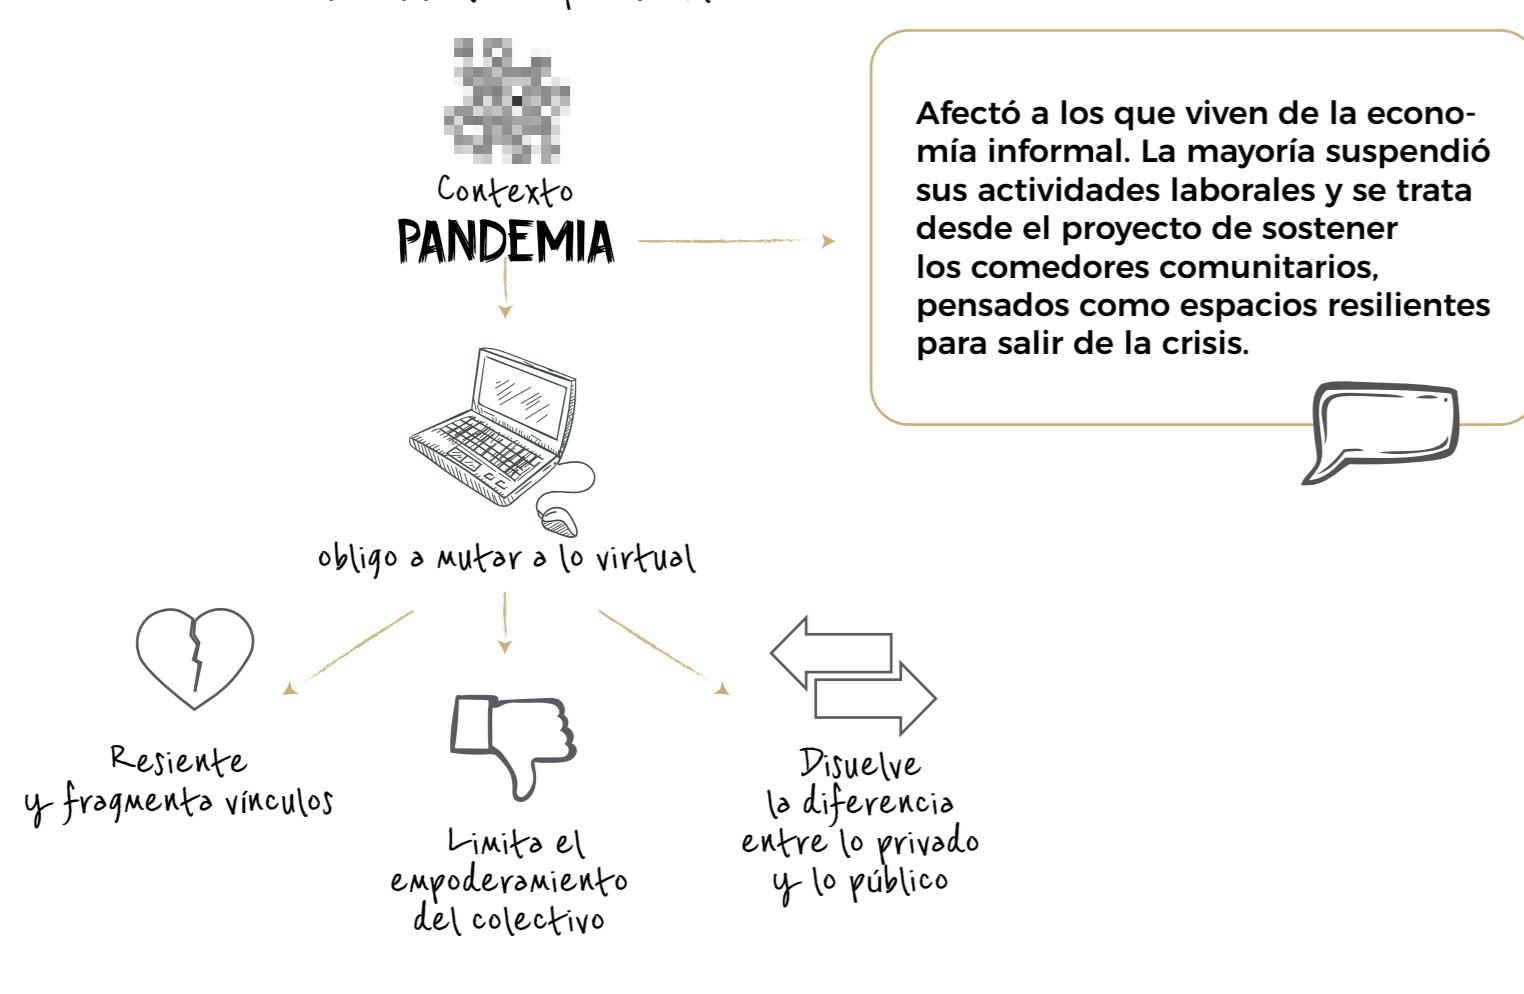 Contexto
PANDEMIA
Afectó a los que viven de la econo-
mía informal. La mayoría suspendió
sus actividades laborales y se trata
desde el proyecto de sostener
los comedores comunitarios,
pensados como espacios resilientes
para salir de la crisis.
obligo a mutar a lo virtual
Resiente
y fragmenta vínculos
Limita el
empoderamiento
del colectivo
Disuelve
la diferencia
entre lo privado
y lo público